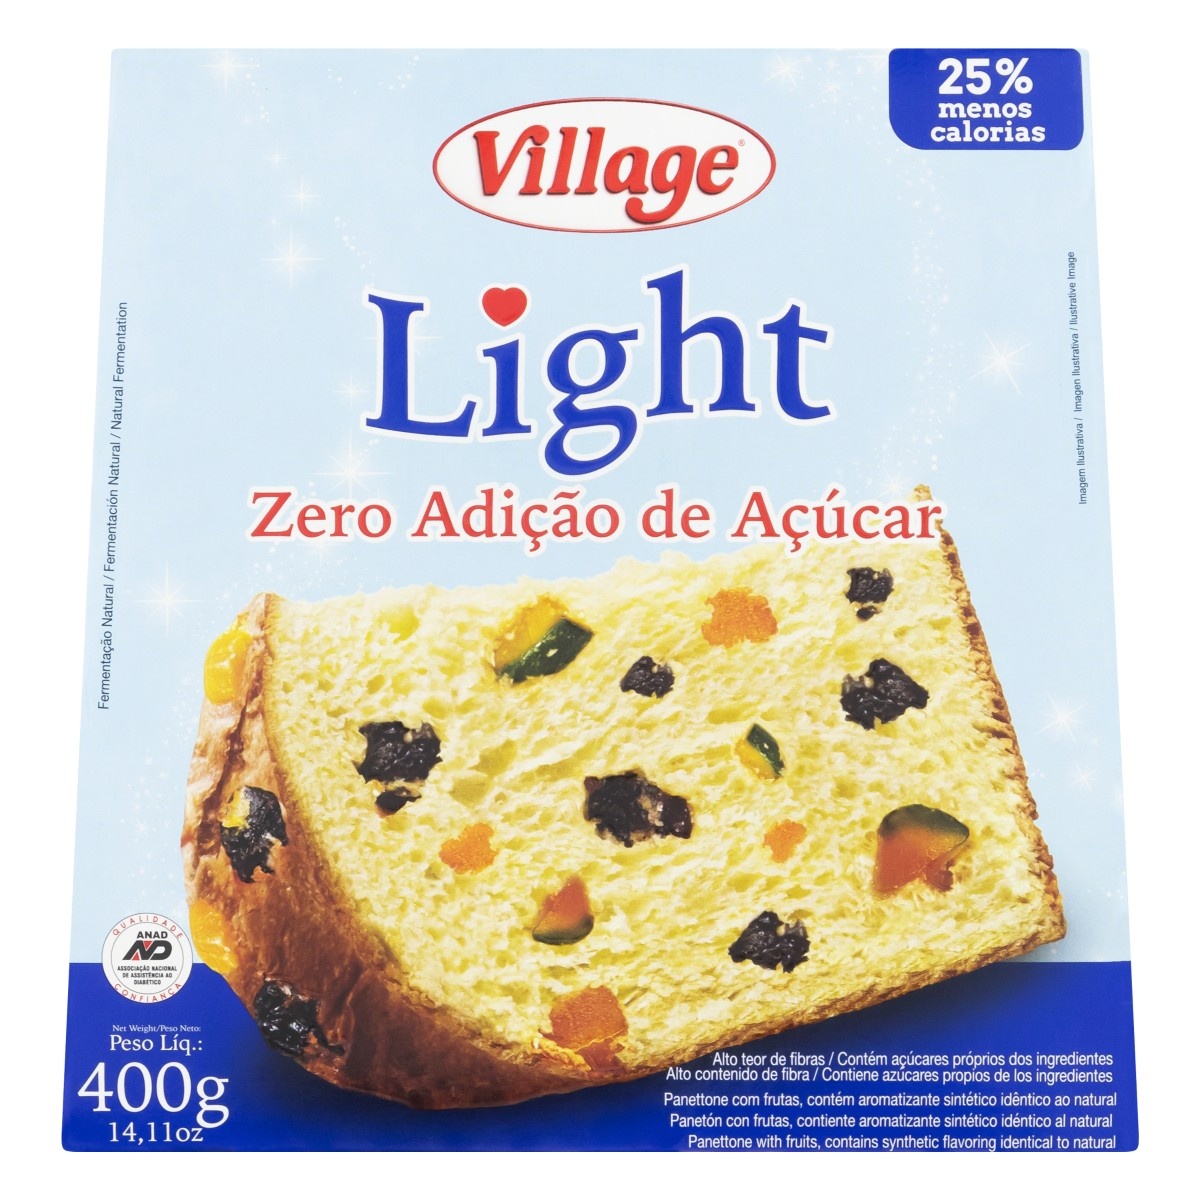 25%
menos
calorias
Village®
Light
Zero Adição de Açúcar
Fermentação Natural / Fermentación Natural / Natural Fermentation
Imagem Ilustrativa / Imagen Ilustrativa / Ilustrative Image
QUALIDADE
ANAD
ASSOCIAÇÃO NACIONAL
DE ASSISTÊNCIA AO
DIABÉTICO
CONFIANÇA
Net Weight/Peso Neto:
Peso Líq.:
400g
14,11oz
Alto teor de fibras / Contém açúcares próprios dos ingredientes
Alto contenido de fibra / Contiene azúcares propios de los ingredientes
Panettone com frutas, contém aromatizante sintético idêntico ao natural
Panetón con frutas, contiente aromatizante sintético idéntico al natural
Panettone with fruits, contains synthetic flavoring identical to natural